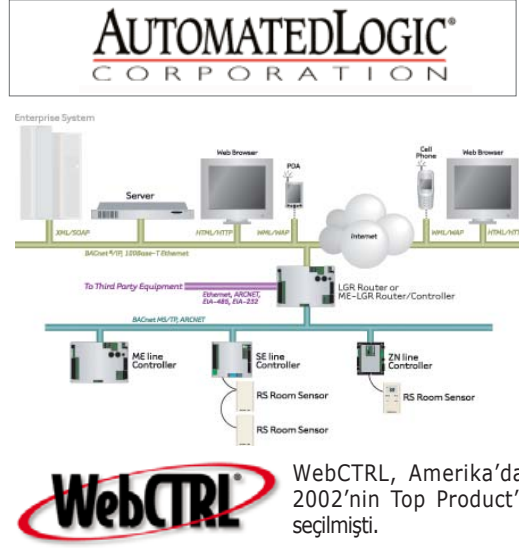 AUTOMATEDLOGIC®
CORPORATION
Enterprise System
Server
Web Browser
PDA
Cell
Phone
Web Browser
Internet
XML/SOAP
HTML/HTTP
WML/WAP
WML/WAP
HTML/HT
BACnet®/IP, 100Base-T Ethernet
To Third Party Equipment
Ethernet, ARCNET,
EIA-485, EIA-232
LGR Router or
ME-LGR Router/Controller
BACnet MS/TP, ARCNET
ME line
Controller
SE line
Controller
ZN line
Controller
RS Room Sensor
RS Room Sensor
RS Room Sensor
WebCTRL®
WebCTRL, Amerika’da
2002’nin Top Product’
seçilmişti.